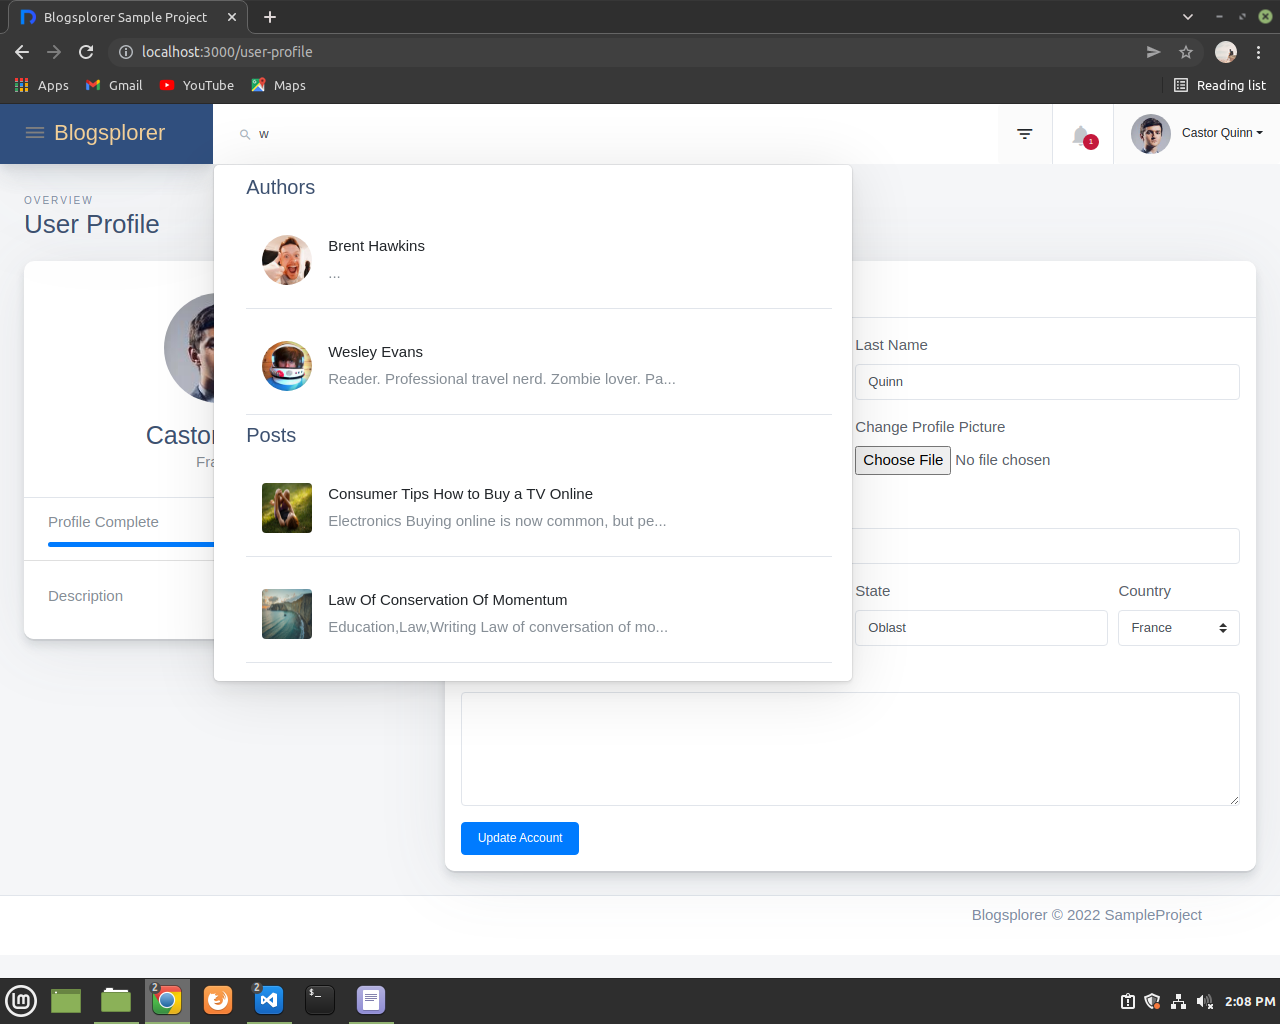 Blogsplorer Sample Project
localhost:3000/user-profile
Apps Gmail YouTube Maps Reading list
Blogsplorer w 1 Castor Quinn
OVERVIEW
User Profile
Authors
Brent Hawkins
...
Wesley Evans
Reader. Professional travel nerd. Zombie lover. Pa...
Posts
Consumer Tips How to Buy a TV Online
Electronics Buying online is now common, but pe...
Law Of Conservation Of Momentum
Education,Law,Writing Law of conversation of mo...
Castor
Fra
Profile Complete
Description
Last Name
Quinn
Change Profile Picture
Choose File No file chosen
State Country
Oblast France
Update Account
Blogsplorer © 2022 SampleProject
2 2 $_ 2:08 PM